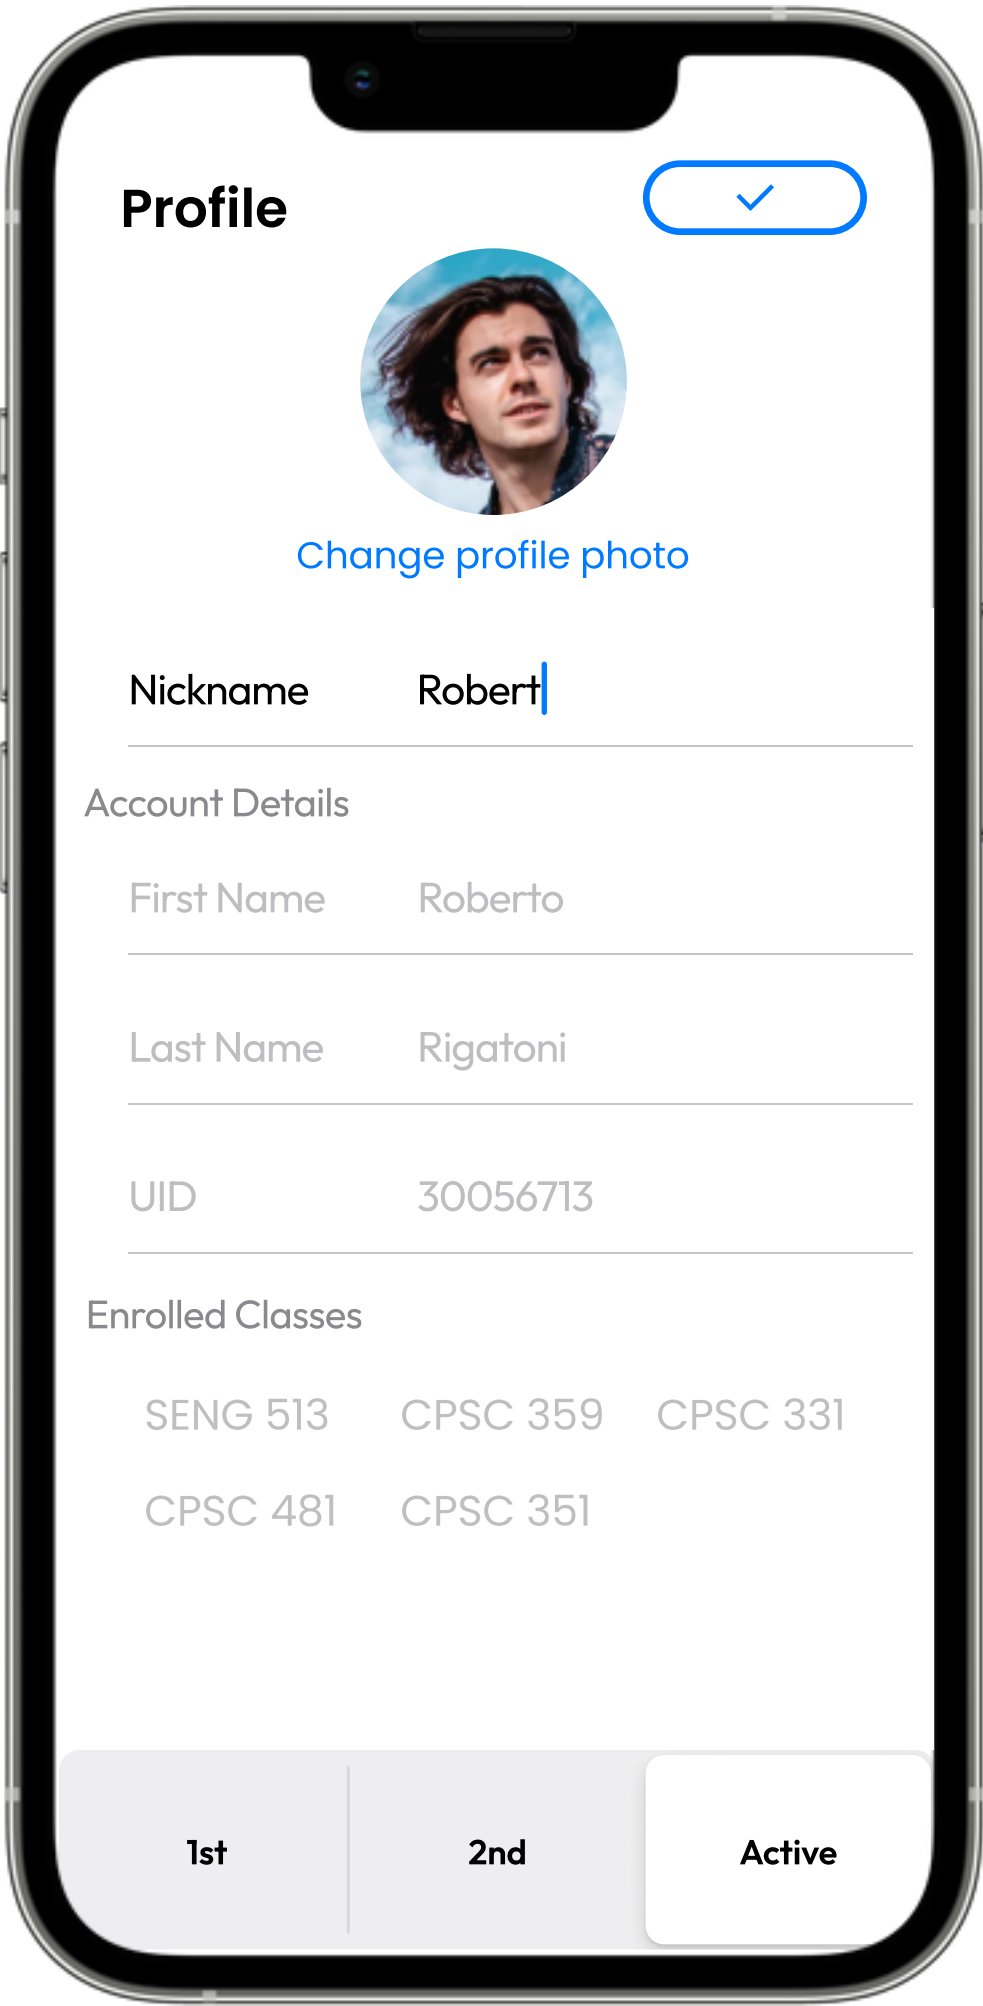 Profile
Change profile photo
Nickname Robert
Account Details
First Name Roberto
Last Name Rigatoni
UID 30056713
Enrolled Classes
SENG 513 CPSC 359 CPSC 331
CPSC 481 CPSC 351
1st 2nd Active